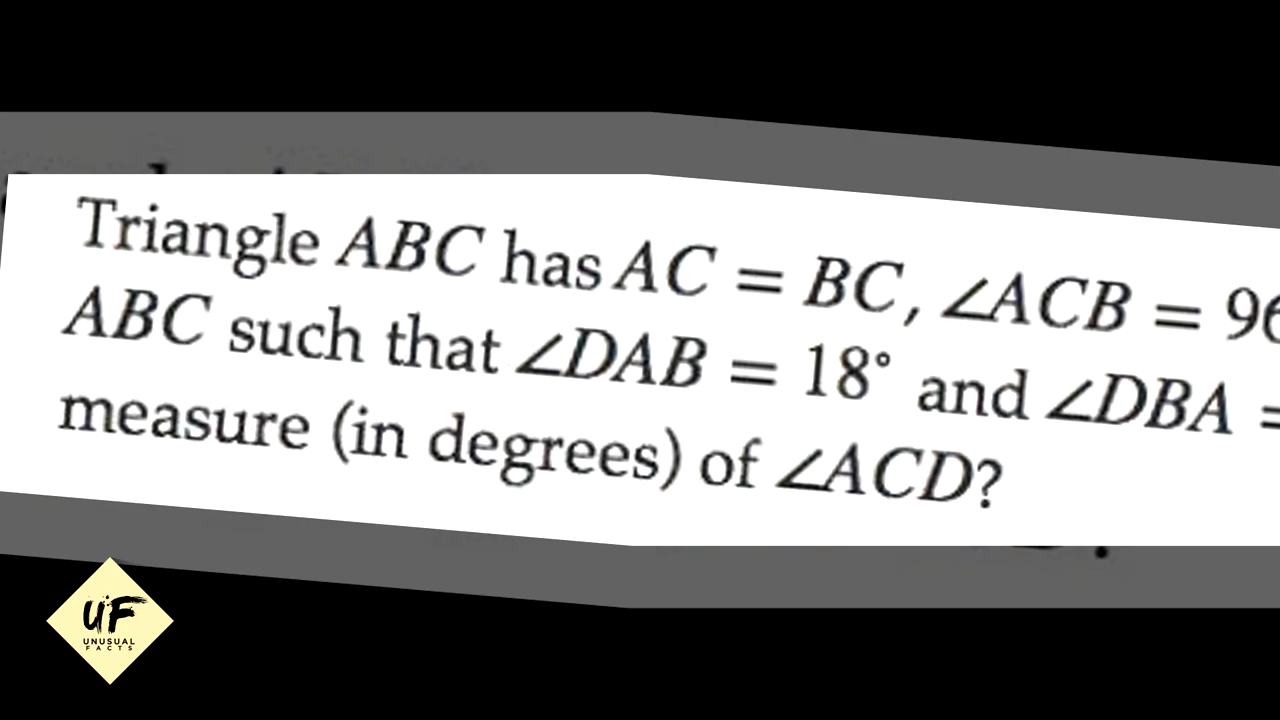 Triangle ABC has AC = BC, ∠ACB = 96
ABC such that ∠DAB = 18° and ∠DBA =
measure (in degrees) of ∠ACD?
UF
UNUSUAL
FACTS